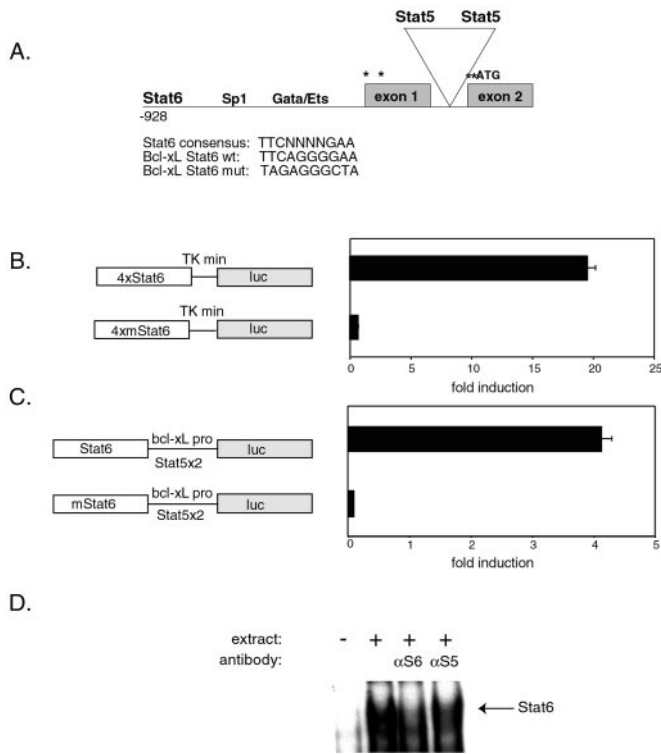 A.
Stat5 Stat5
* * **ATG
Stat6 Sp1 Gata/Ets exon 1 exon 2
-928
Stat6 consensus: TTCNNNNGAA
Bcl-xL Stat6 wt: TTCAGGGGAA
Bcl-xL Stat6 mut: TAGAGGGCTA
B.
TK min
4xStat6 luc
TK min
4xmStat6 luc
0 5 10 15 20 25
fold induction
C.
bcl-xL pro
Stat6 luc
Stat5x2
bcl-xL pro
mStat6 luc
Stat5x2
0 1 2 3 4 5
fold induction
D.
extract: - + + +
antibody: αS6 αS5
Stat6